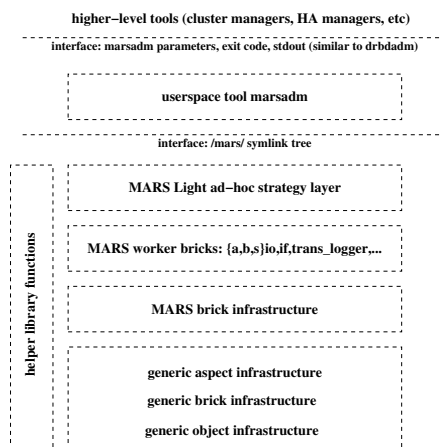 higher−level tools (cluster managers, HA managers, etc)
interface: marsadm parameters, exit code, stdout (similar to drbdadm)
userspace tool marsadm
interface: /mars/ symlink tree
helper library functions
MARS Light ad−hoc strategy layer
MARS worker bricks: {a,b,s}io,if,trans_logger,...
MARS brick infrastructure
generic aspect infrastructure
generic brick infrastructure
generic object infrastructure